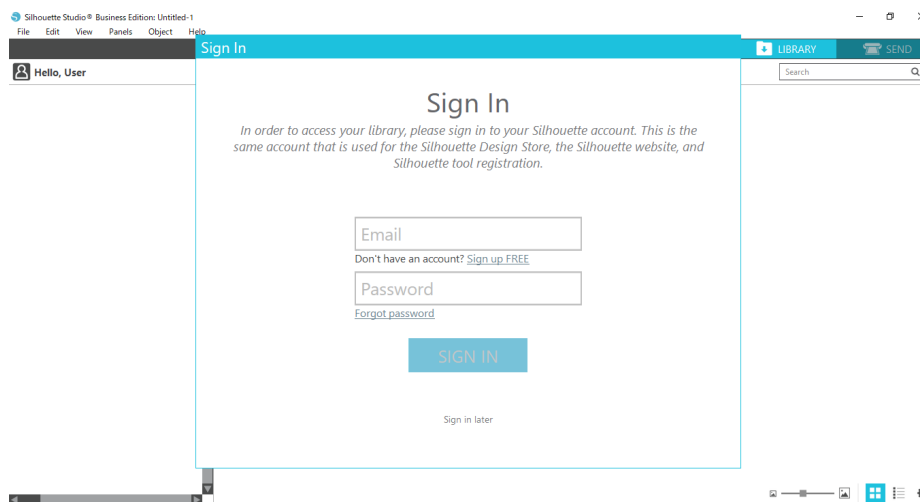 Silhouette Studio® Business Edition: Untitled-1
File Edit View Panels Object Help
Sign In
LIBRARY
SEND
Hello, User
Search
Sign In
In order to access your library, please sign in to your Silhouette account. This is the
same account that is used for the Silhouette Design Store, the Silhouette website, and
Silhouette tool registration.
Email
Don't have an account? Sign up FREE
Password
Forgot password
SIGN IN
Sign in later